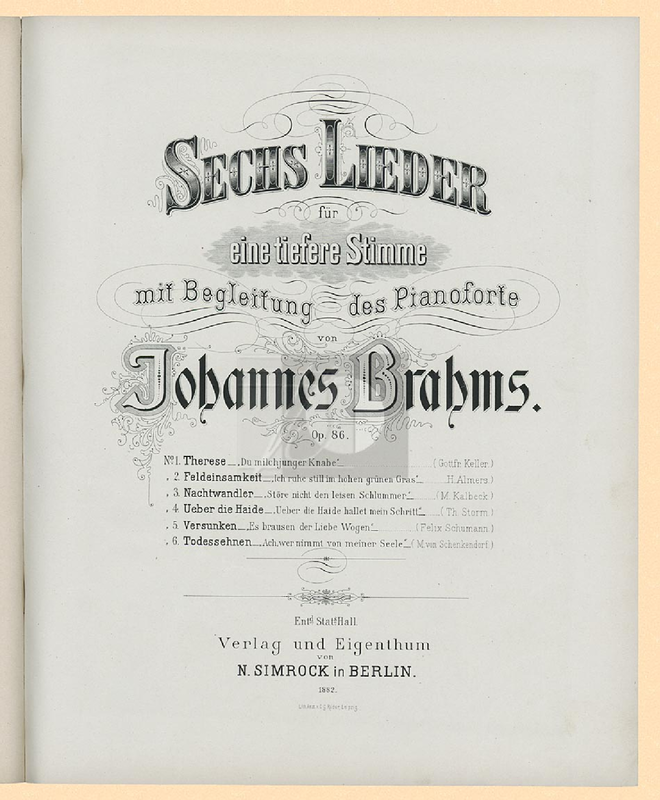 SECHS LIEDER
für
eine tiefere Stimme
mit Begleitung des Pianoforte
von
Johannes Brahms.
Op. 86.
No 1. Therese „Du milchjunger Knabe“ (Gottfr. Keller.)
„ 2. Feldeinsamkeit „Ich ruhe still im hohen grünen Gras“ (H. Almers.
„ 3. Nachtwandler „Störe nicht den leisen Schlummer“ (M. Kalbeck.)
„ 4. Ueber die Haide „Ueber die Haide hallet mein Schritt“ (Th. Storm.)
„ 5. Versunken „Es brausen der Liebe Wogen“ (Felix Schumann.)
„ 6. Todessehnen „Ach, wer nimmt von meiner Seele“ (M. von Schenkendorf.)
Entd. Stats. Hall.
Verlag und Eigenthum
von
N. SIMROCK in BERLIN.
1882.